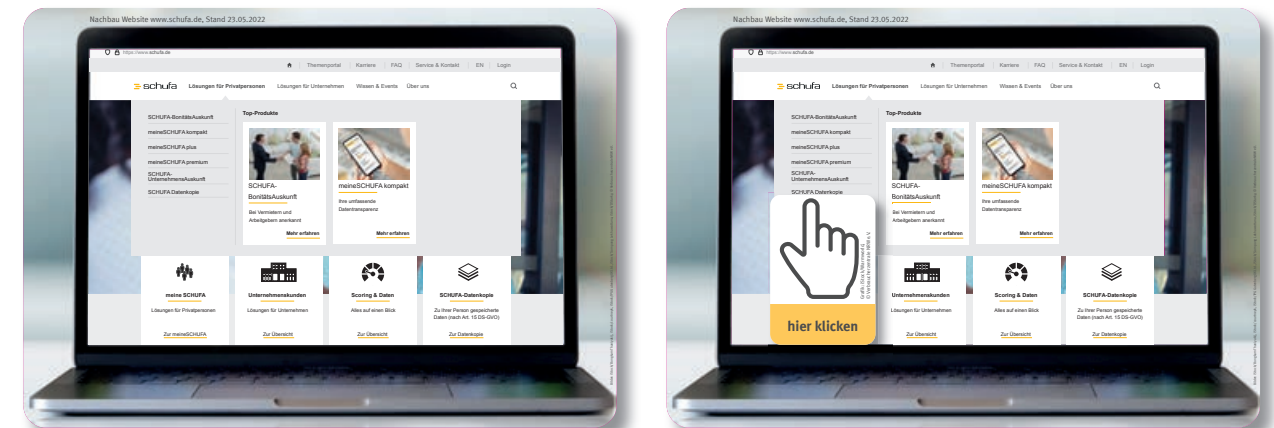 Nachbau Website www.schufa.de, Stand 23.05.2022
https://www.schufa.de
Themenportal Karriere FAQ Service & Kontakt EN Login
schufa Lösungen für Privatpersonen Lösungen für Unternehmen Wissen & Events Über uns
SCHUFA-BonitätsAuskunft
meineSCHUFA kompakt
meineSCHUFA plus
meineSCHUFA premium
SCHUFA-
UnternehmensAuskunft
SCHUFA Datenkopie
Top-Produkte
SCHUFA-
BonitätsAuskunft
Bei Vermietern und
Arbeitgebern anerkannt
Mehr erfahren
meineSCHUFA kompakt
Ihre umfassende
Datentransparenz
Mehr erfahren
meine SCHUFA
Lösungen für Privatpersonen
Zur meineSCHUFA
Unternehmenskunden
Lösungen für Unternehmen
Zur Übersicht
Scoring & Daten
Alles auf einen Blick
Zur Übersicht
SCHUFA-Datenkopie
Zu Ihrer Person gespeicherte
Daten (nach Art. 15 DS-GVO)
Zur Datenkopie
Nachbau Website www.schufa.de, Stand 23.05.2022
https://www.schufa.de
Themenportal Karriere FAQ Service & Kontakt EN Login
schufa Lösungen für Privatpersonen Lösungen für Unternehmen Wissen & Events Über uns
SCHUFA-BonitätsAuskunft
meineSCHUFA kompakt
meineSCHUFA plus
meineSCHUFA premium
SCHUFA-
UnternehmensAuskunft
SCHUFA Datenkopie
Top-Produkte
SCHUFA-
BonitätsAuskunft
Bei Vermietern und
Arbeitgebern anerkannt
Mehr erfahren
meineSCHUFA kompakt
Ihre umfassende
Datentransparenz
Mehr erfahren
hier klicken
© Verbraucherzentrale NRW e.V.
Unternehmenskunden
Lösungen für Unternehmen
Zur Übersicht
Scoring & Daten
Alles auf einen Blick
Zur Übersicht
SCHUFA-Datenkopie
Zu Ihrer Person gespeicherte
Daten (nach Art. 15 DS-GVO)
Zur Datenkopie